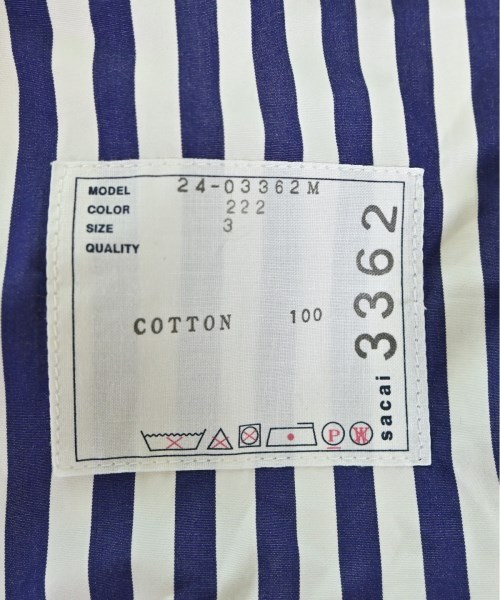 MODEL 24-03362M
COLOR 222
SIZE 3
QUALITY
COTTON 100
P W
sacai 3362